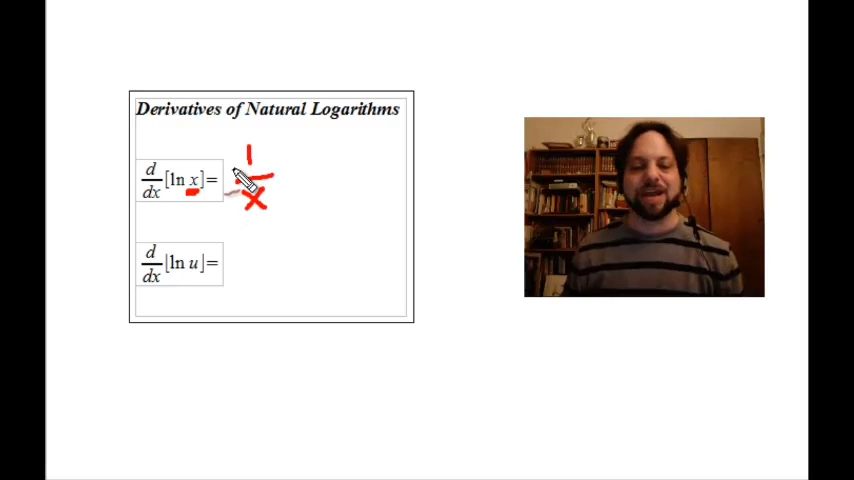 Derivatives of Natural Logarithms
d/dx [ln x] = 1/x
d/dx [ln u] =